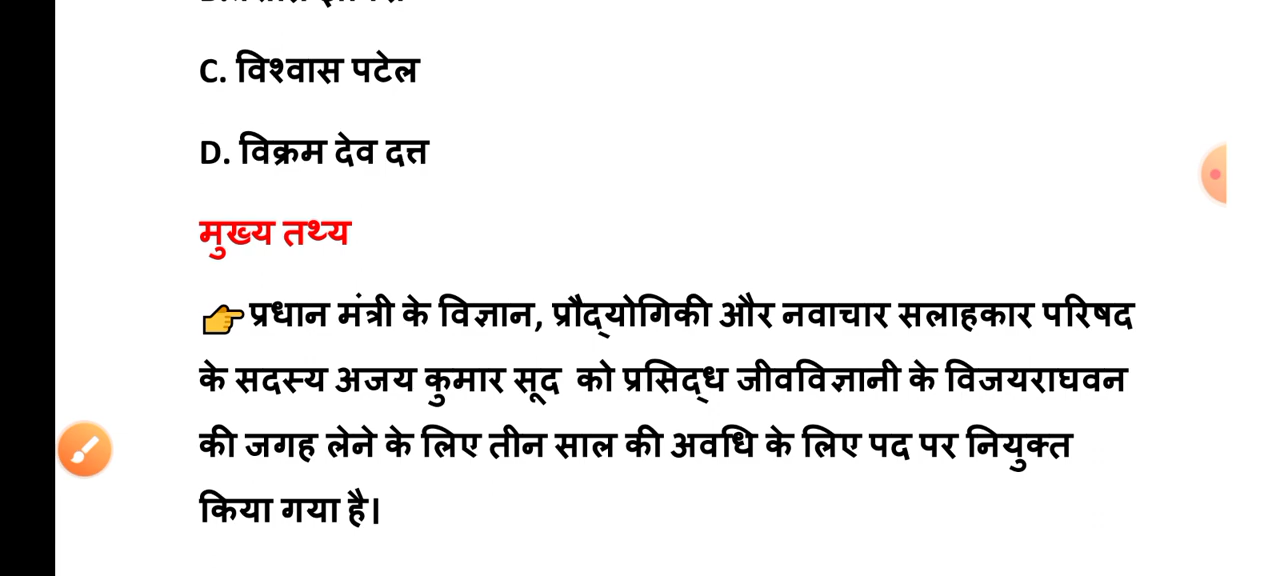 C. विश्वास पटेल
D. विक्रम देव दत्त
मुख्य तथ्य
👉प्रधान मंत्री के विज्ञान, प्रौद्योगिकी और नवाचार सलाहकार परिषद
के सदस्य अजय कुमार सूद को प्रसिद्ध जीवविज्ञानी के विजयराघवन
की जगह लेने के लिए तीन साल की अवधि के लिए पद पर नियुक्त
किया गया है।